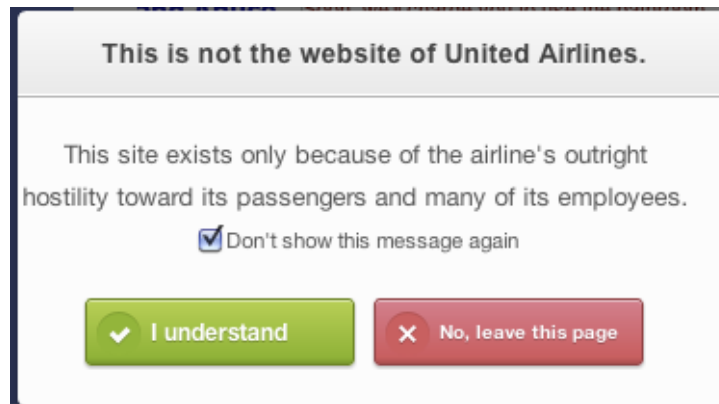 This is not the website of United Airlines.
This site exists only because of the airline's outright
hostility toward its passengers and many of its employees.
Don't show this message again
I understand
No, leave this page